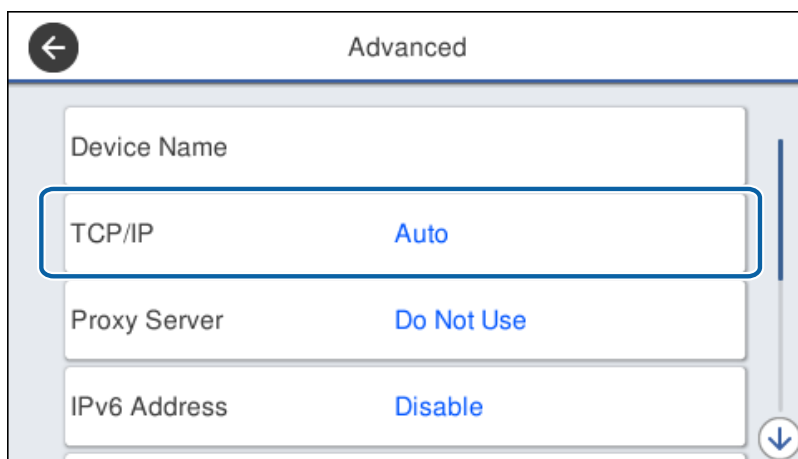 Advanced
Device Name
TCP/IP Auto
Proxy Server Do Not Use
IPv6 Address Disable